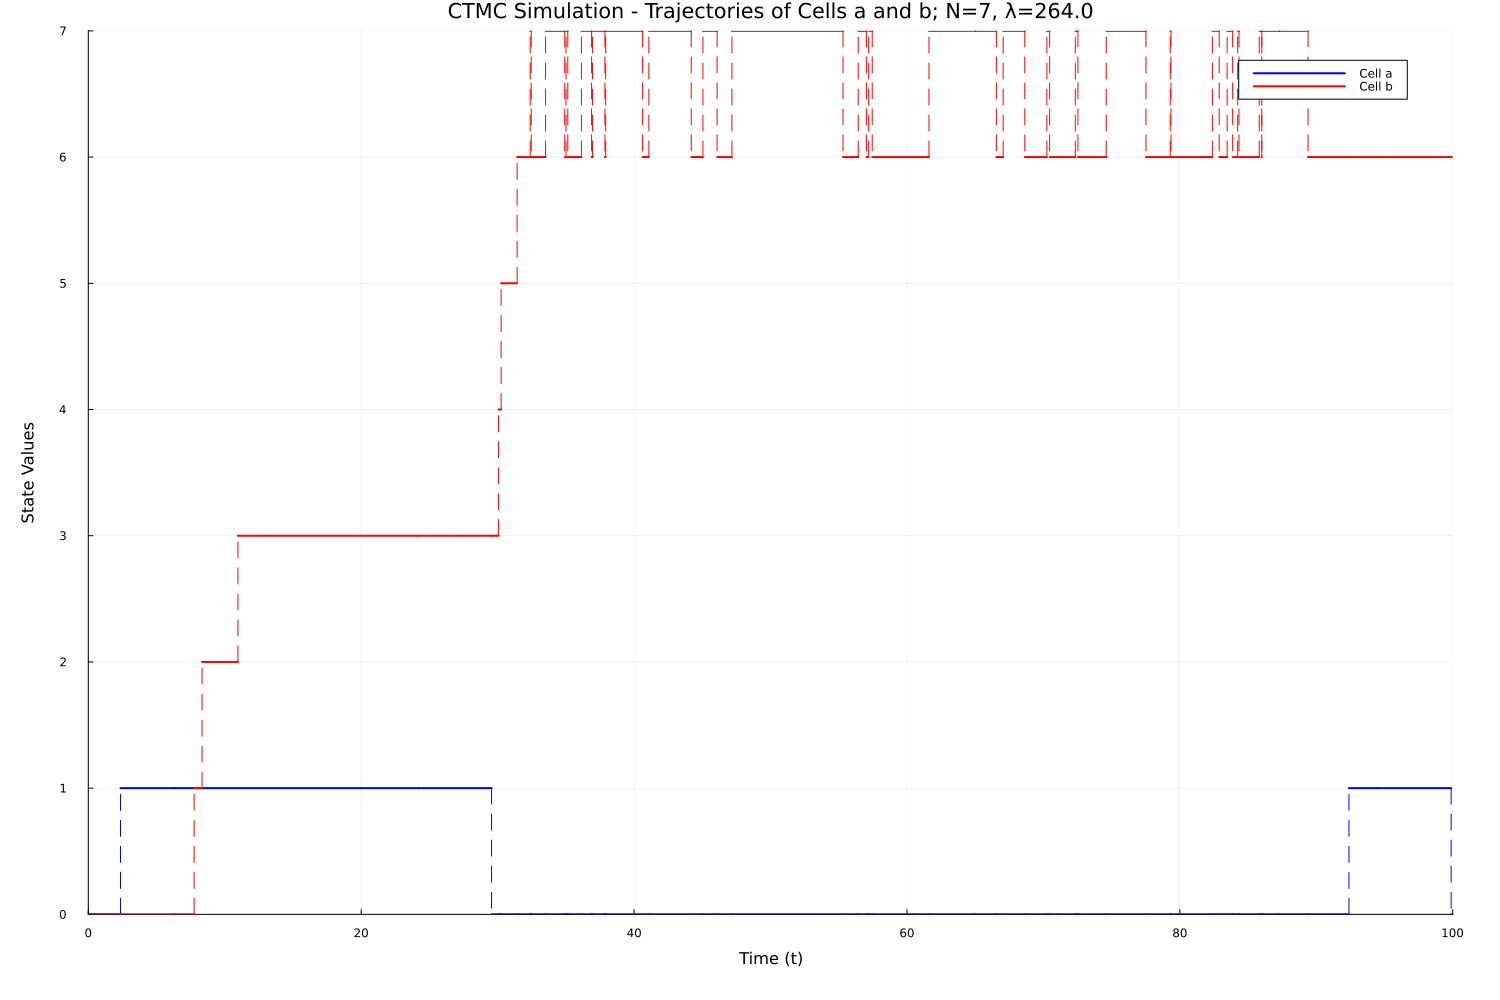 CTMC Simulation - Trajectories of Cells a and b; N=7, λ=264.0
7
6
5
4
3
2
1
0
State Values
Cell a
Cell b
0 20 40 60 80 100
Time (t)